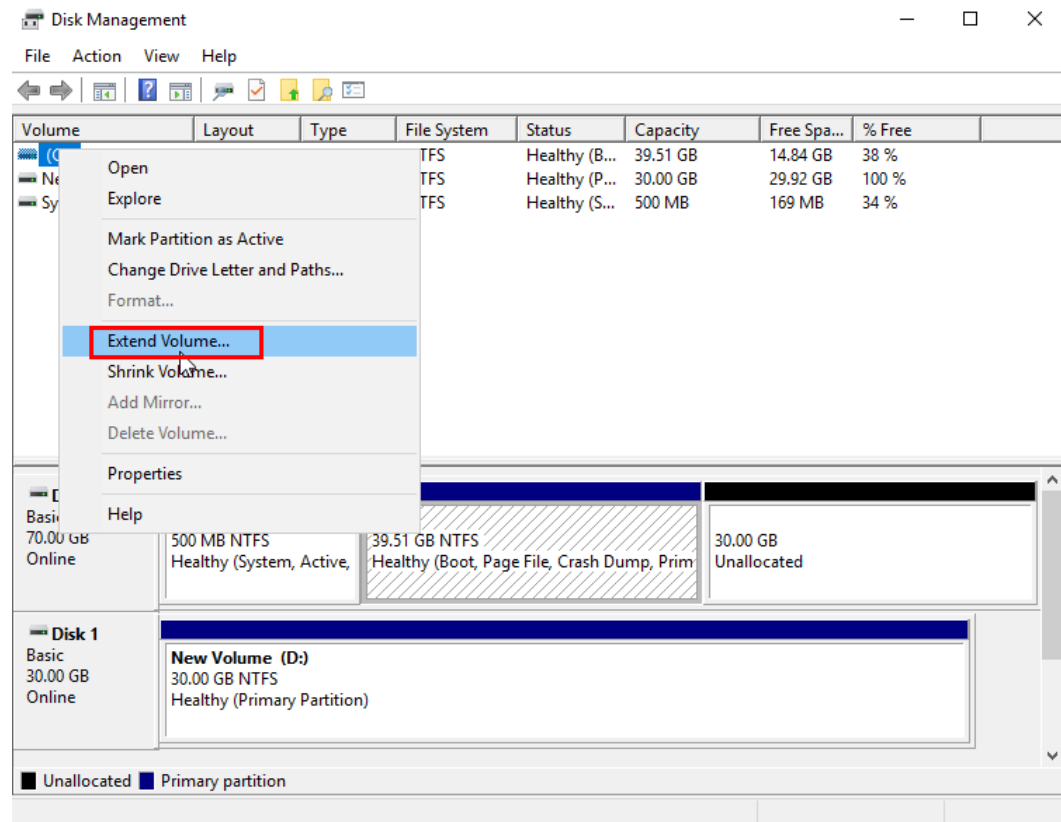 Disk Management
File Action View Help
Volume Layout Type File System Status Capacity Free Spa... % Free
(C TFS Healthy (B... 39.51 GB 14.84 GB 38 %
Ne TFS Healthy (P... 30.00 GB 29.92 GB 100 %
Sy TFS Healthy (S... 500 MB 169 MB 34 %
Open
Explore
Mark Partition as Active
Change Drive Letter and Paths...
Format...
Extend Volume...
Shrink Volume...
Add Mirror...
Delete Volume...
Properties
Help
Basi
70.00 GB
Online
500 MB NTFS
Healthy (System, Active,
39.51 GB NTFS
Healthy (Boot, Page File, Crash Dump, Prim
30.00 GB
Unallocated
Disk 1
Basic
30.00 GB
Online
New Volume (D:)
30.00 GB NTFS
Healthy (Primary Partition)
Unallocated Primary partition